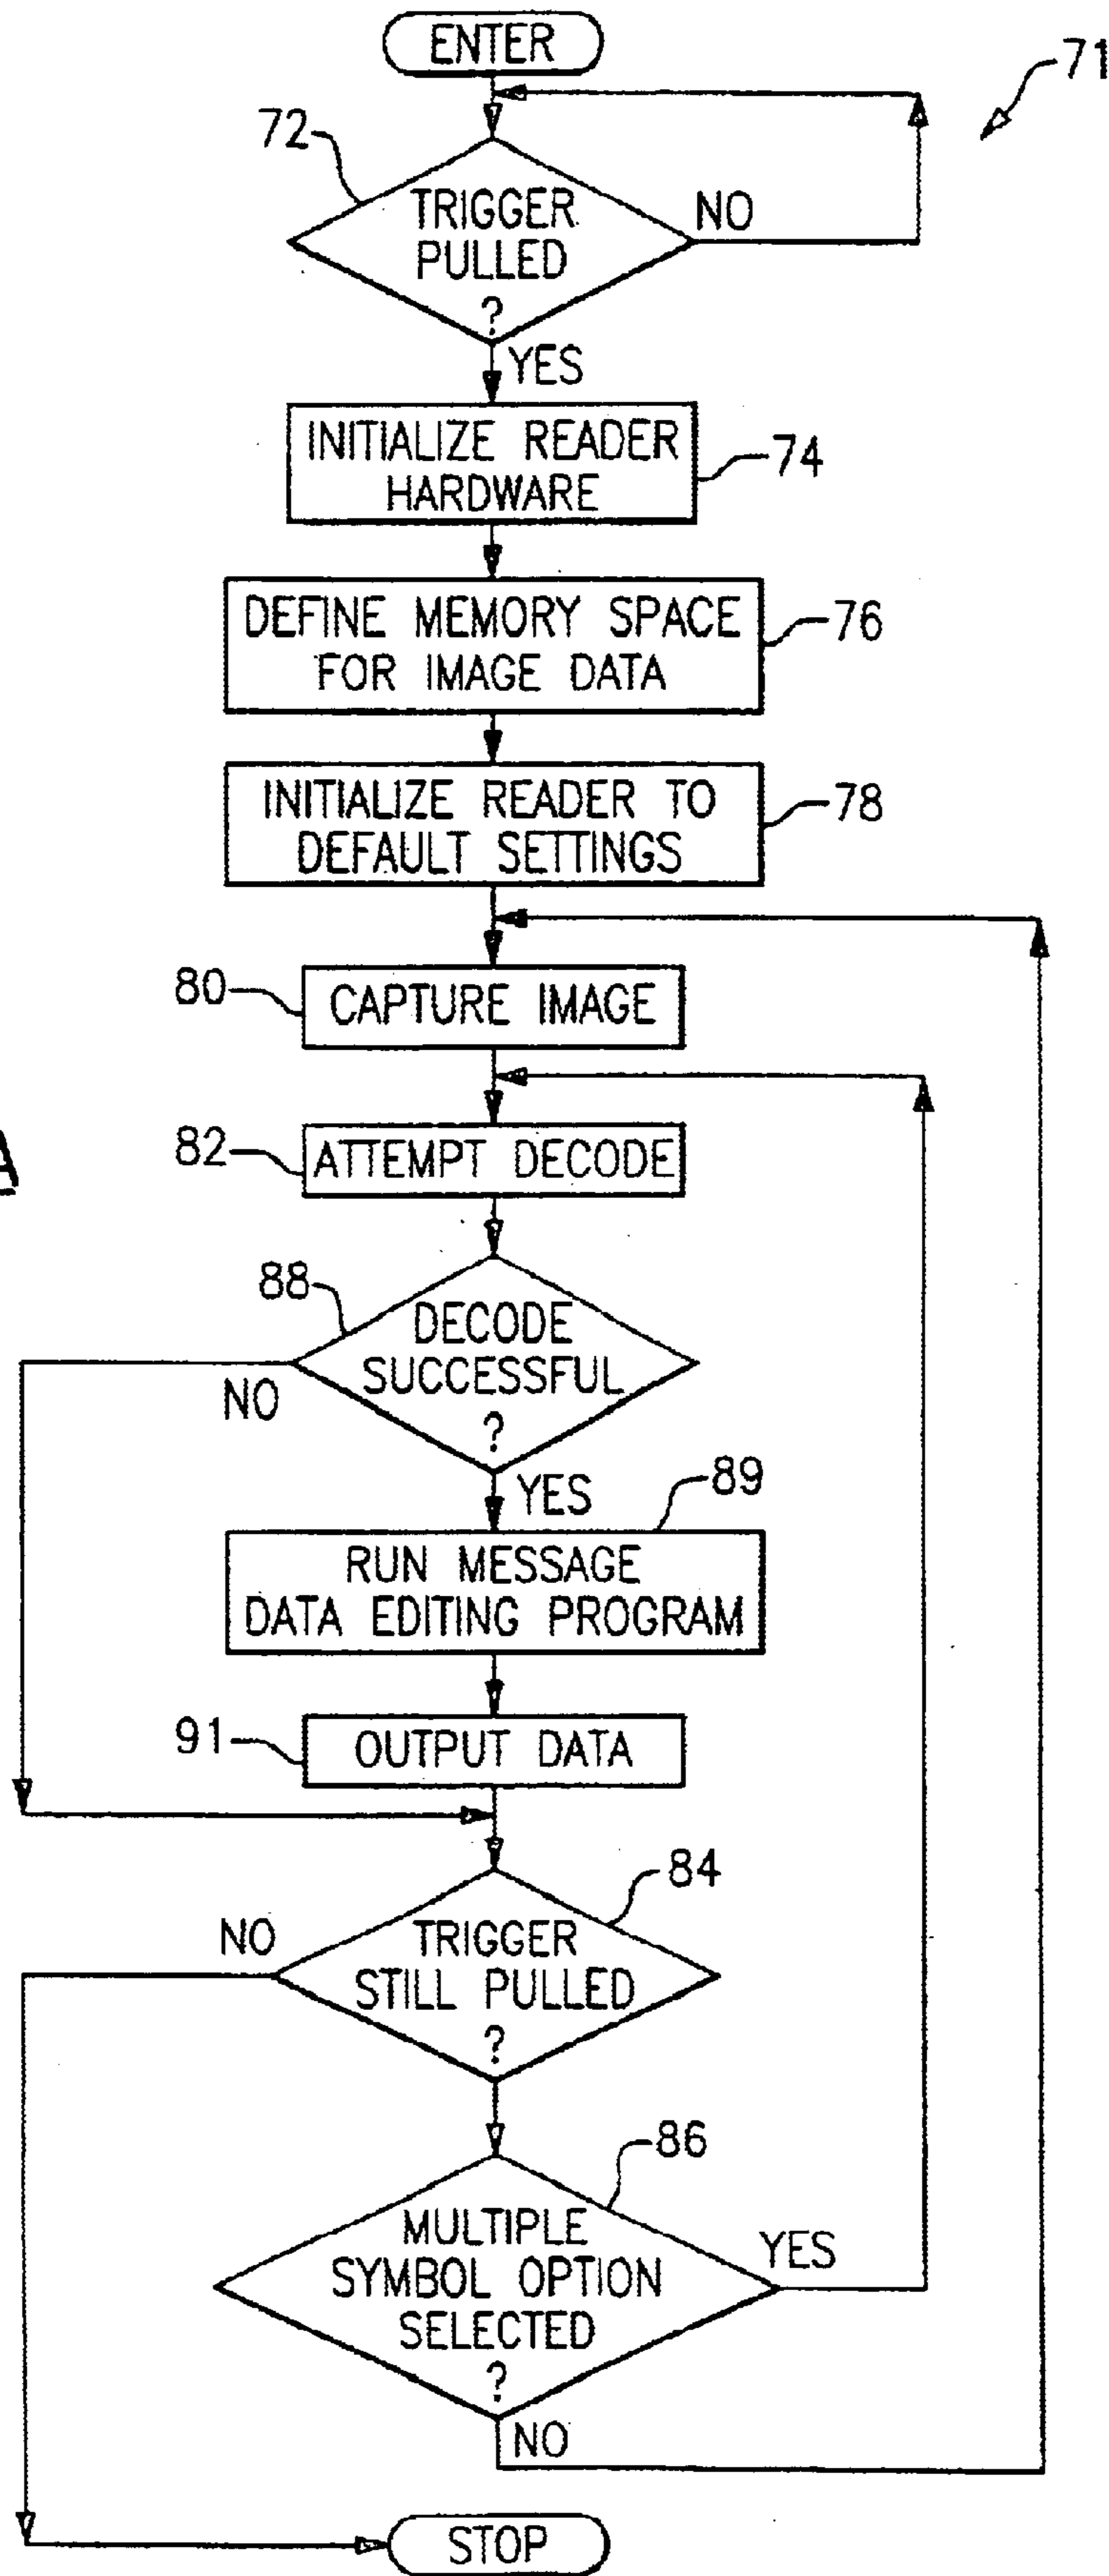 ENTER
71
72
TRIGGER
PULLED
?
NO
YES
INITIALIZE READER
HARDWARE
74
DEFINE MEMORY SPACE
FOR IMAGE DATA
76
INITIALIZE READER TO
DEFAULT SETTINGS
78
80
CAPTURE IMAGE
A
82
ATTEMPT DECODE
88
DECODE
SUCCESSFUL
?
NO
YES
89
RUN MESSAGE
DATA EDITING PROGRAM
91
OUTPUT DATA
84
NO
TRIGGER
STILL PULLED
?
86
MULTIPLE
SYMBOL OPTION
SELECTED
?
YES
NO
STOP